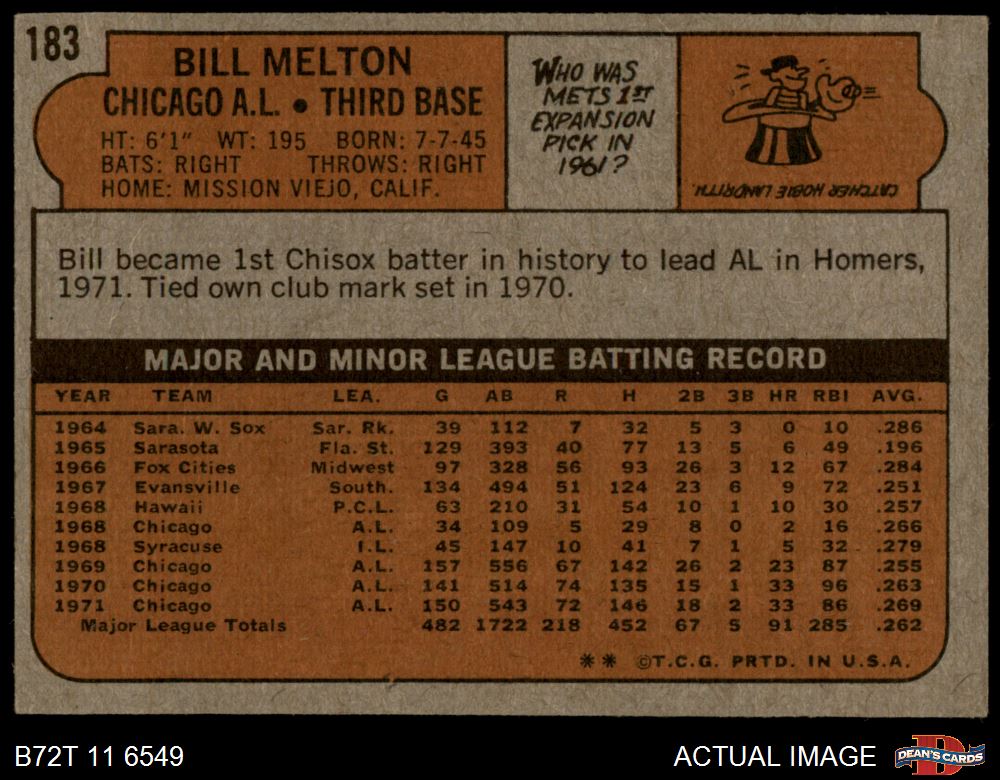 183
BILL MELTON
CHICAGO A.L. • THIRD BASE
HT: 6'1" WT: 195 BORN: 7-7-45
BATS: RIGHT THROWS: RIGHT
HOME: MISSION VIEJO, CALIF.
WHO WAS
METS 1ST
EXPANSION
PICK IN
1961?
CATCHER HOBIE LANDRITH.
Bill became 1st Chisox batter in history to lead AL in Homers,
1971. Tied own club mark set in 1970.
MAJOR AND MINOR LEAGUE BATTING RECORD
YEAR TEAM LEA. G AB R H 2B 3B HR RBI AVG.
1964 Sara. W. Sox Sar. Rk. 39 112 7 32 5 3 0 10 .286
1965 Sarasota Fla. St. 129 393 40 77 13 5 6 49 .196
1966 Fox Cities Midwest 97 328 56 93 26 3 12 67 .284
1967 Evansville South. 134 494 51 124 23 6 9 72 .251
1968 Hawaii P.C.L. 63 210 31 54 10 1 10 30 .257
1968 Chicago A.L. 34 109 5 29 8 0 2 16 .266
1968 Syracuse I.L. 45 147 10 41 7 1 5 32 .279
1969 Chicago A.L. 157 556 67 142 26 2 23 87 .255
1970 Chicago A.L. 141 514 74 135 15 1 33 96 .263
1971 Chicago A.L. 150 543 72 146 18 2 33 86 .269
Major League Totals 482 1722 218 452 67 5 91 285 .262
** ©T.C.G. PRTD. IN U.S.A.
B72T 11 6549
ACTUAL IMAGE
DEAN'S CARDS